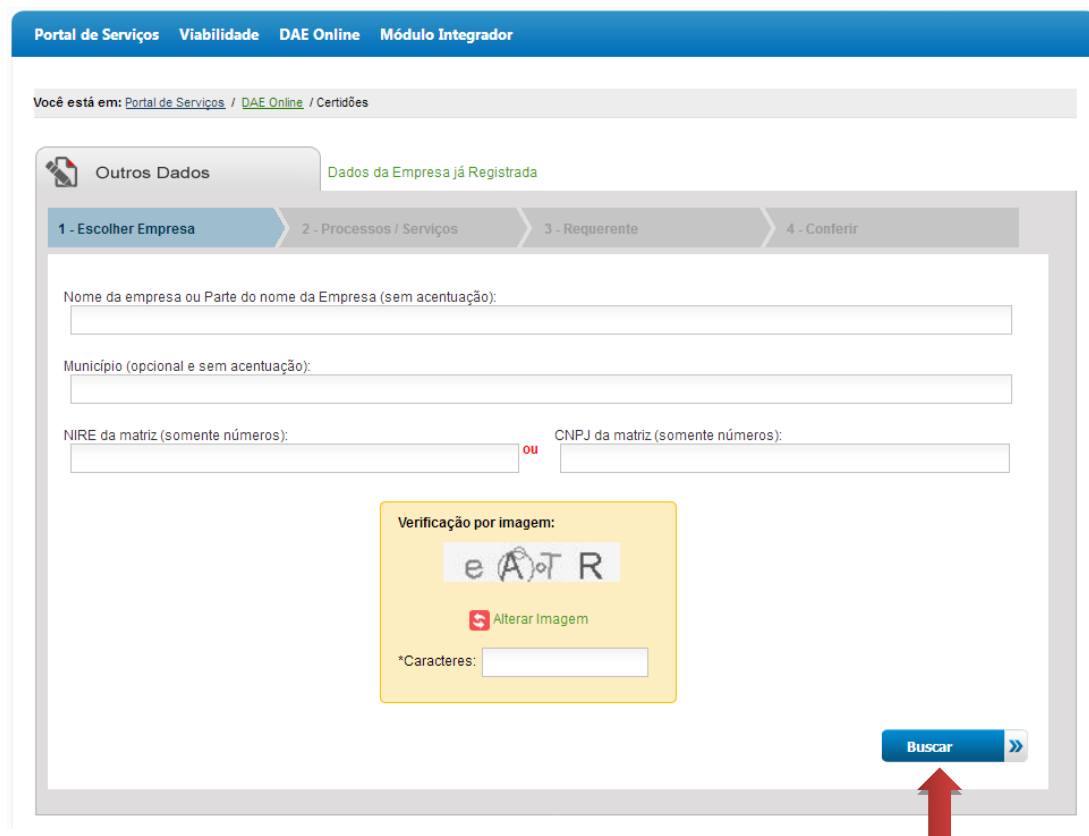 Portal de Serviços Viabilidade DAE Online Módulo Integrador
Você está em: Portal de Serviços / DAE Online / Certidões
Outros Dados Dados da Empresa já Registrada
1 - Escolher Empresa 2 - Processos / Serviços 3 - Requerente 4 - Conferir
Nome da empresa ou Parte do nome da Empresa (sem acentuação):
Município (opcional e sem acentuação):
NIRE da matriz (somente números): ou CNPJ da matriz (somente números):
Verificação por imagem:
e A T R
Alterar Imagem
*Caracteres:
Buscar